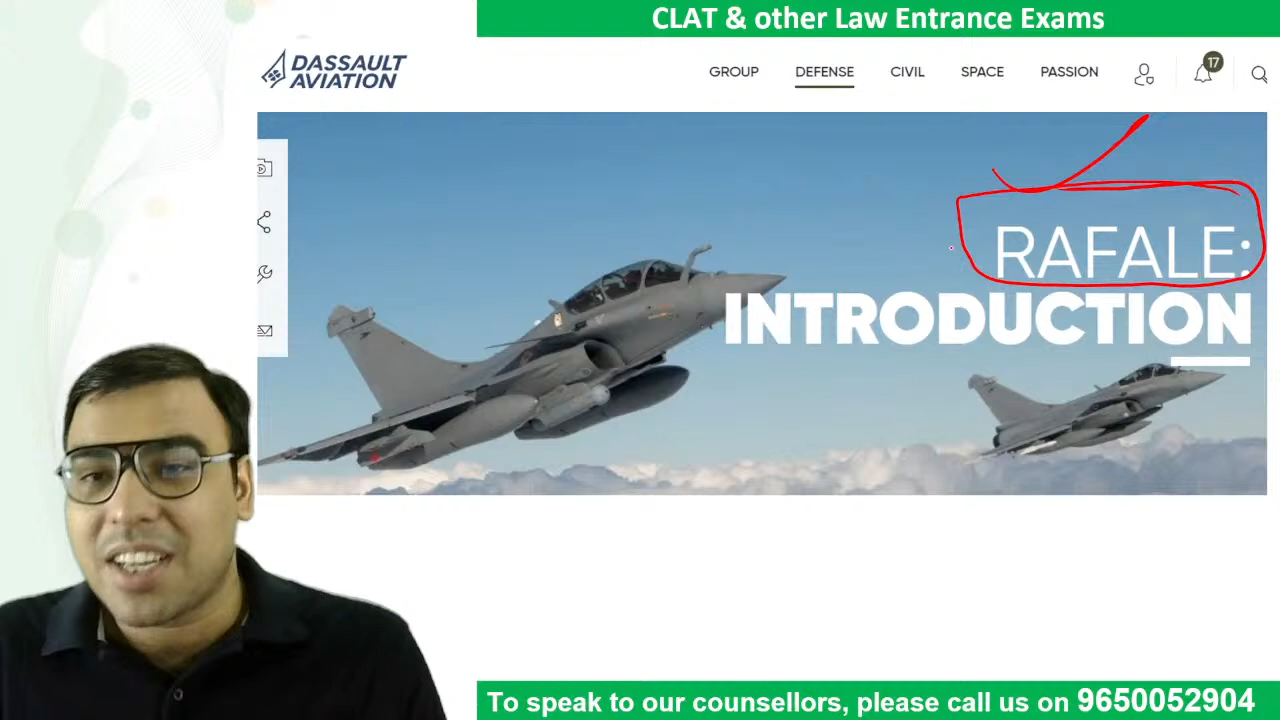 CLAT & other Law Entrance Exams
DASSAULT
AVIATION
GROUP DEFENSE CIVIL SPACE PASSION 17
RAFALE:
INTRODUCTION
To speak to our counsellors, please call us on 9650052904